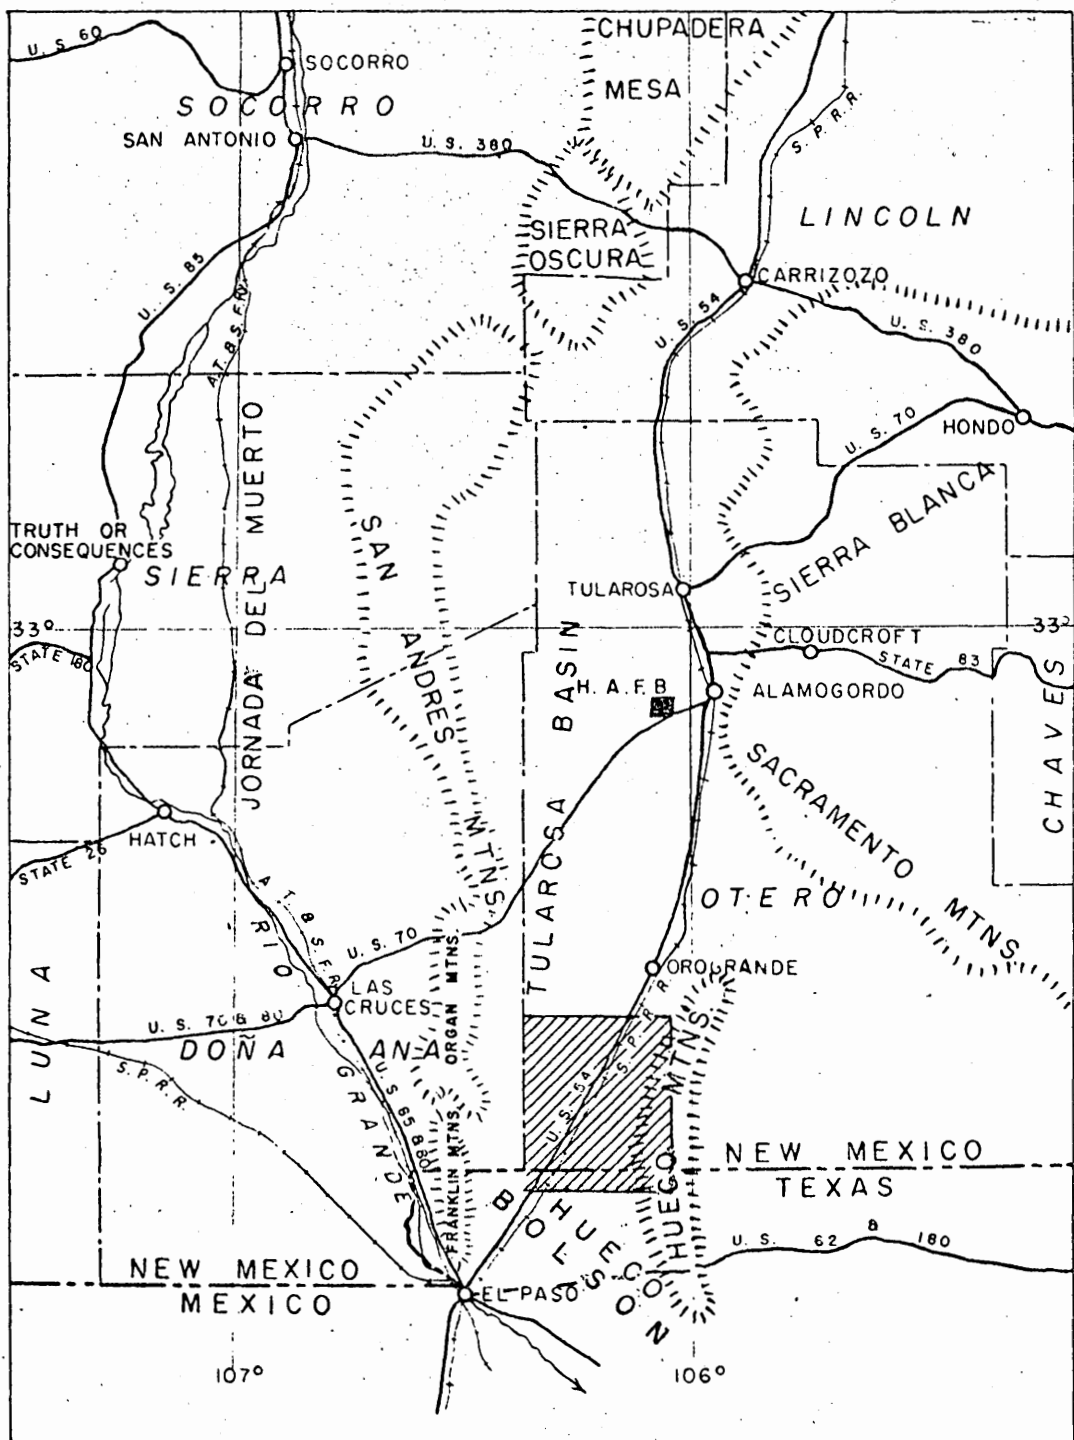 U. S. 60
SOCORRO
CHUPADERA
MESA
S. P. R. R.
SOCORRO
SAN ANTONIO
U. S. 380
LINCOLN
SIERRA
OSCURA
U. S. 85
CARRIZOZO
A. T. & S. F. RY
U. S. 54
U. S. 380
HONDO
U. S. 70
JORNADA DEL MUERTO
SIERRA BLANCA
TRUTH OR
CONSEQUENCES
SIERRA
SAN ANDRES MTNS
TULAROSA
33°
33°
STATE 180
CLOUDCROFT
STATE 83
H. A. F. B
ALAMOGORDO
TULAROSA BASIN
CHAVES
SACRAMENTO MTNS
HATCH
STATE 26
A. T. & S. F. R
OTERO
RIO GRANDE
U. S. 70
ORGAN MTNS.
OROGRANDE
LUNA
LAS
CRUCES
U. S. 70 & 80
DOÑA ANA
S. P. R. R.
S. P. R. R.
U. S. 54
U. S. 85 & 80
HUECO MTNS
FRANKLIN MTNS.
NEW MEXICO
TEXAS
HUECO
BOLSON
U. S. 62 & 180
NEW MEXICO
MEXICO
EL PASO
107°
106°